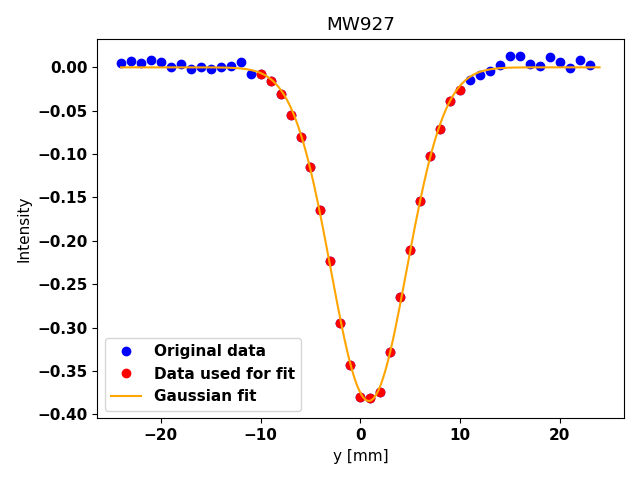 MW927
0.00
−0.05
−0.10
−0.15
−0.20
−0.25
−0.30
−0.35
−0.40
Intensity
Original data
Data used for fit
Gaussian fit
−20 −10 0 10 20
y [mm]